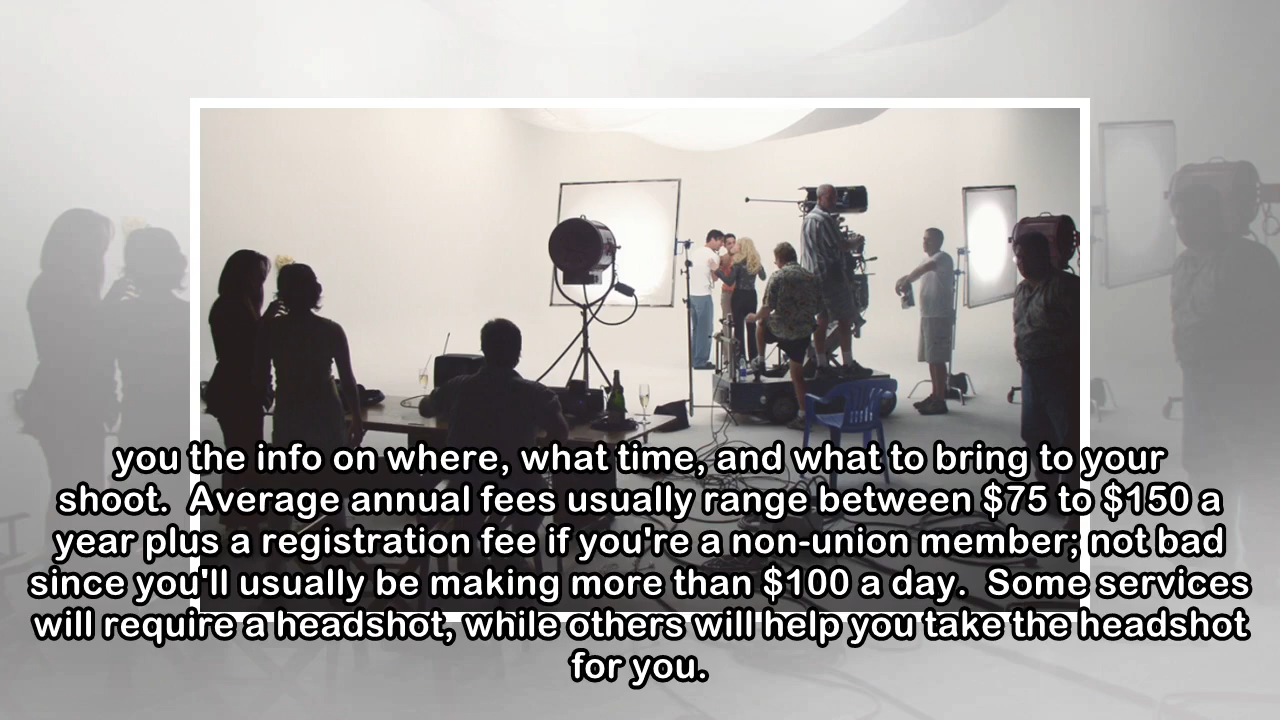 you the info on where, what time, and what to bring to your
shoot.  Average annual fees usually range between $75 to $150 a
year plus a registration fee if you're a non-union member; not bad
since you'll usually be making more than $100 a day.  Some services
will require a headshot, while others will help you take the headshot
for you.